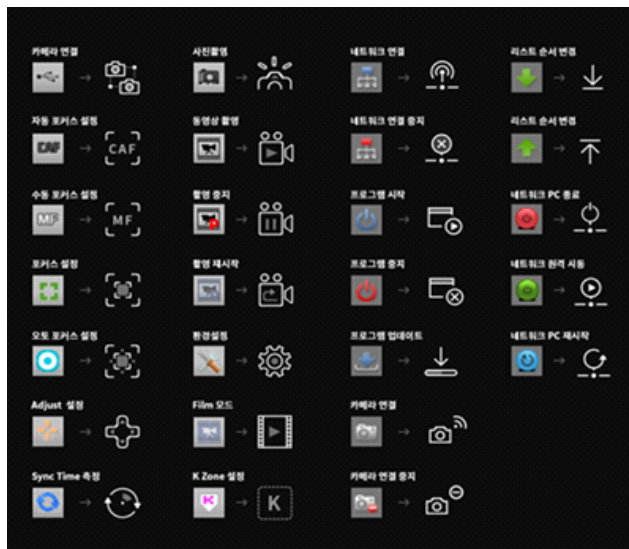 카메라 연결
CAF
자동 포커스 설정
CAF
MF
수동 포커스 설정
MF
포커스 설정
오토 포커스 설정
Adjust 설정
Sync Time 측정
사진촬영
동영상 촬영
촬영 중지
P
촬영 재시작
환경설정
Film 모드
K Zone 설정
K
K
네트워크 연결
네트워크 연결 중지
프로그램 시작
프로그램 중지
프로그램 업데이트
카메라 연결
카메라 연결 중지
리스트 순서 변경
리스트 순서 변경
네트워크 PC 종료
네트워크 원격 시동
네트워크 PC 재시작